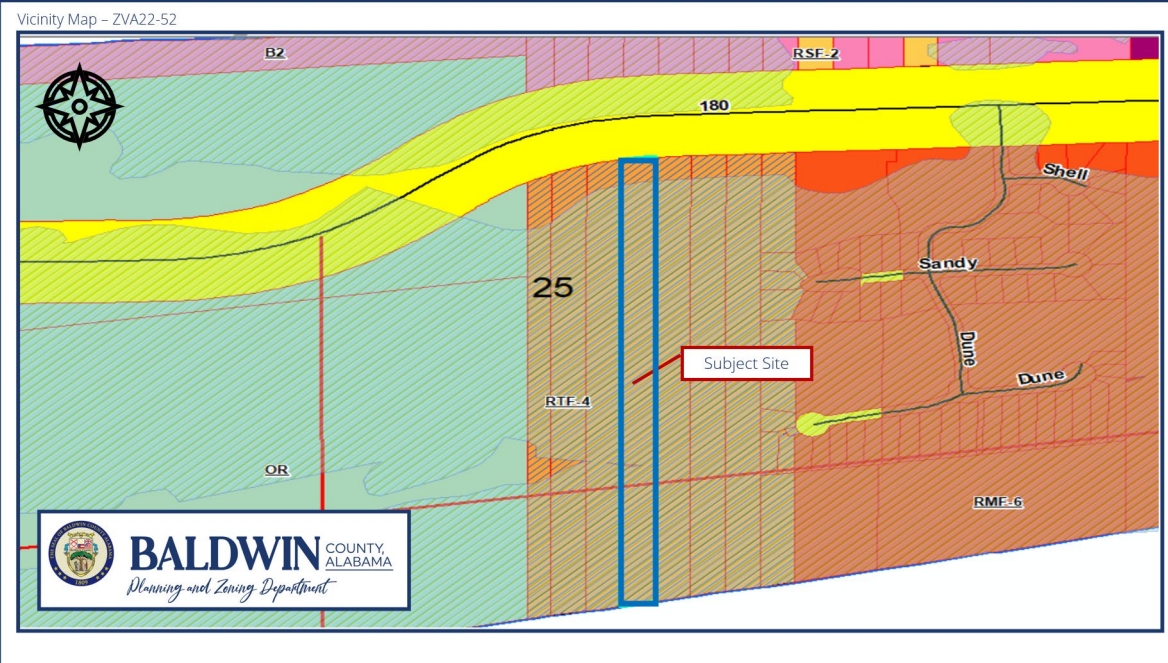 Vicinity Map – ZVA22-52
B2
RSF-2
180
Shell
Sandy
25
Dune
Subject Site
Dune
RTF-4
OR
RMF-6
BALDWIN COUNTY,
ALABAMA
Planning and Zoning Department